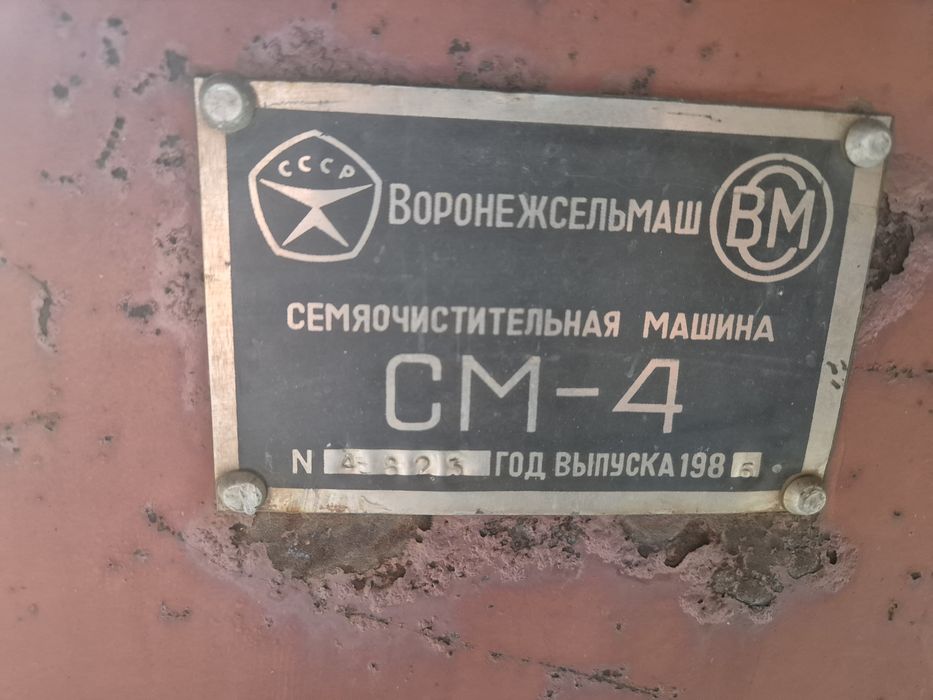 СССР
ВОРОНЕЖСЕЛЬМАШ
ВСМ
СЕМЯОЧИСТИТЕЛЬНАЯ МАШИНА
СМ-4
N 4823 ГОД ВЫПУСКА 1986